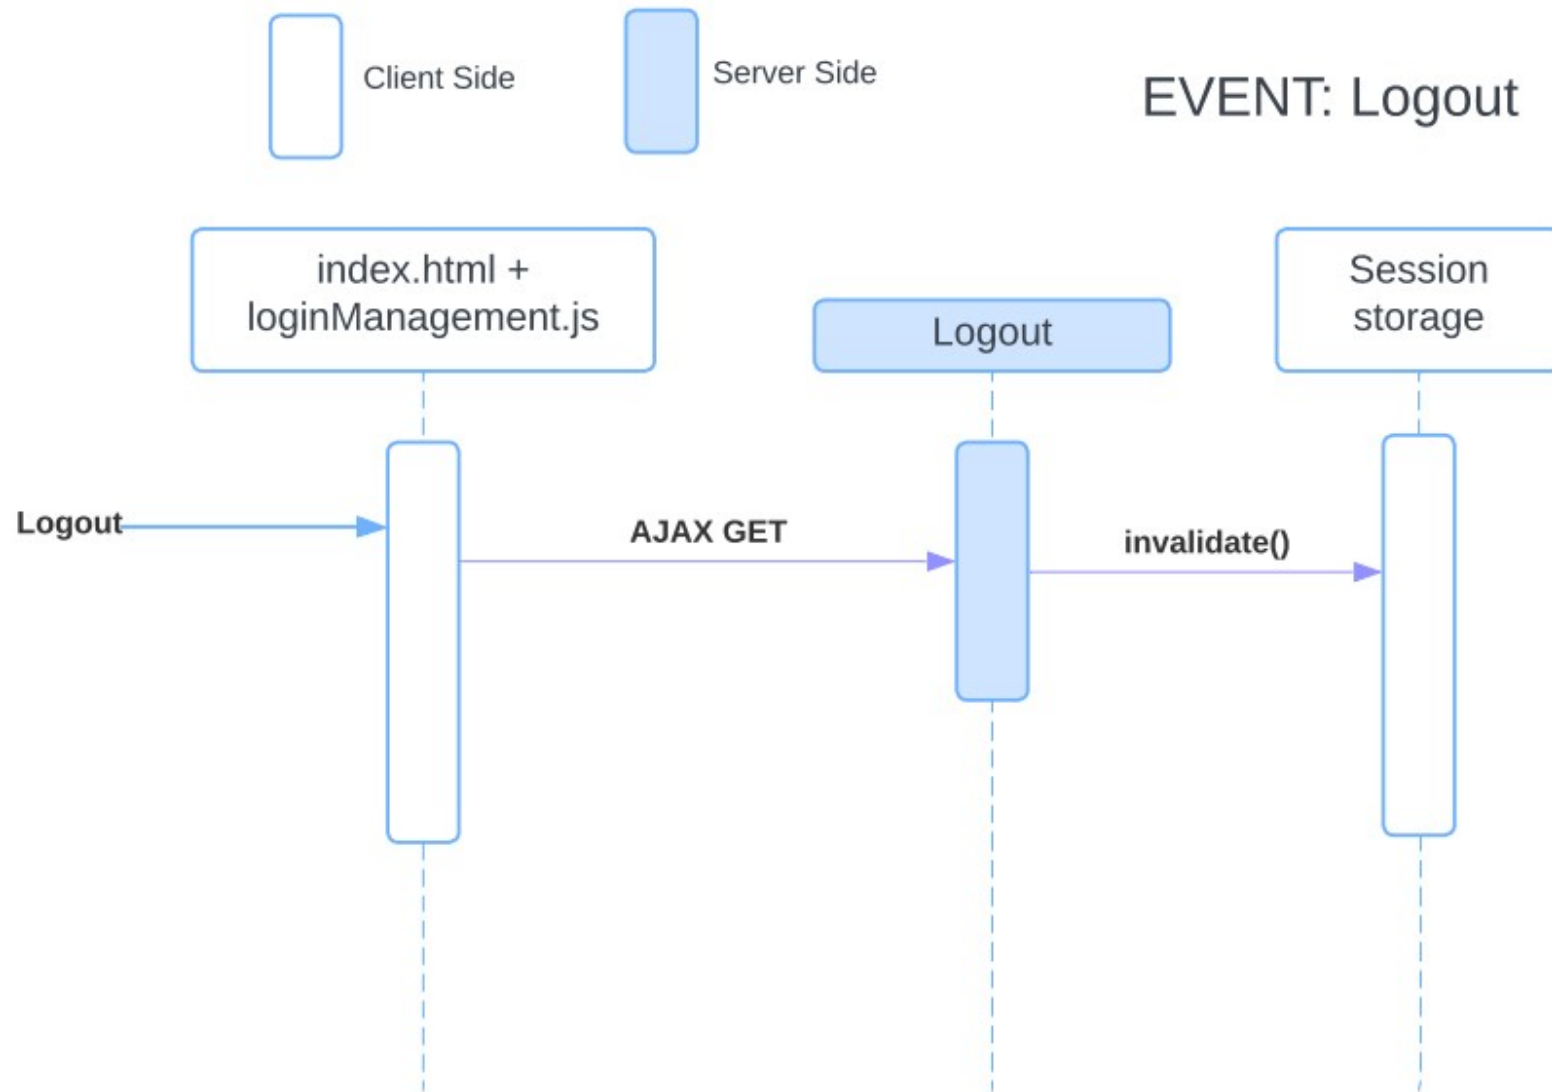 Client Side
Server Side
EVENT: Logout
index.html +
loginManagement.js
Logout
Session
storage
Logout
AJAX GET
invalidate()